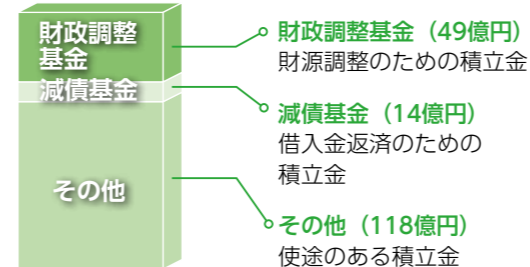 財政調整
基金
減債基金
その他
財政調整基金（49億円）
財源調整のための積立金
減債基金（14億円）
借入金返済のための
積立金
その他（118億円）
使途のある積立金